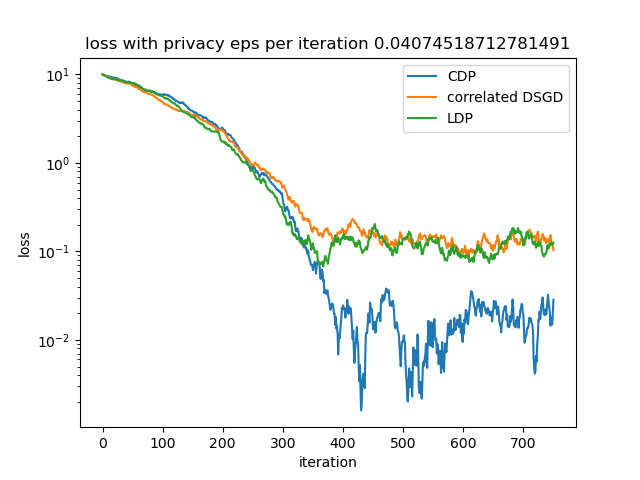 loss with privacy eps per iteration 0.04074518712781491
CDP
correlated DSGD
LDP
loss
10¹
10⁰
10⁻¹
10⁻²
0 100 200 300 400 500 600 700
iteration